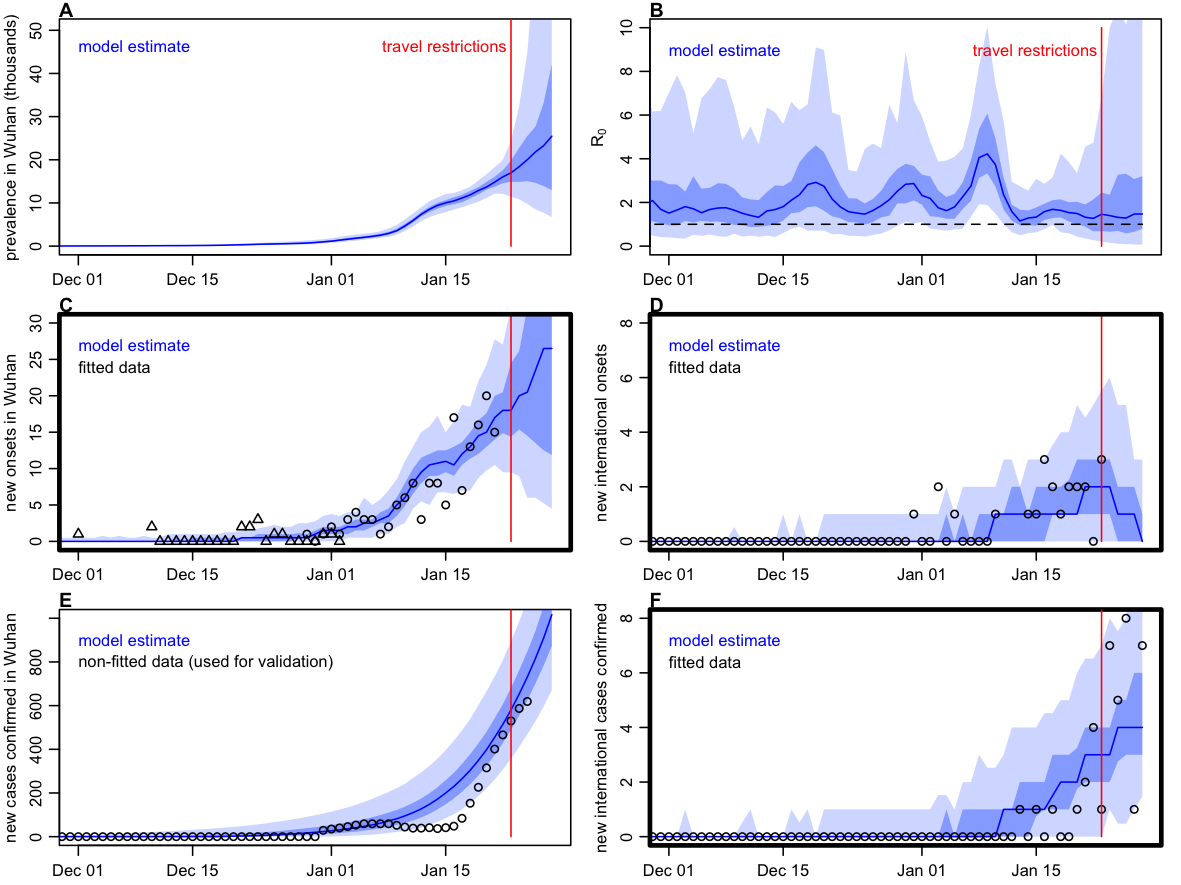 A
prevalence in Wuhan (thousands)
50
40
30
20
10
0
model estimate
travel restrictions
Dec 01
Dec 15
Jan 01
Jan 15
B
R0
10
8
6
4
2
0
model estimate
travel restrictions
Dec 01
Dec 15
Jan 01
Jan 15
C
new onsets in Wuhan
30
25
20
15
10
5
0
model estimate
fitted data
Dec 01
Dec 15
Jan 01
Jan 15
D
new international onsets
8
6
4
2
0
model estimate
fitted data
Dec 01
Dec 15
Jan 01
Jan 15
E
new cases confirmed in Wuhan
800
600
400
200
0
model estimate
non-fitted data (used for validation)
Dec 01
Dec 15
Jan 01
Jan 15
F
new international cases confirmed
8
6
4
2
0
model estimate
fitted data
Dec 01
Dec 15
Jan 01
Jan 15